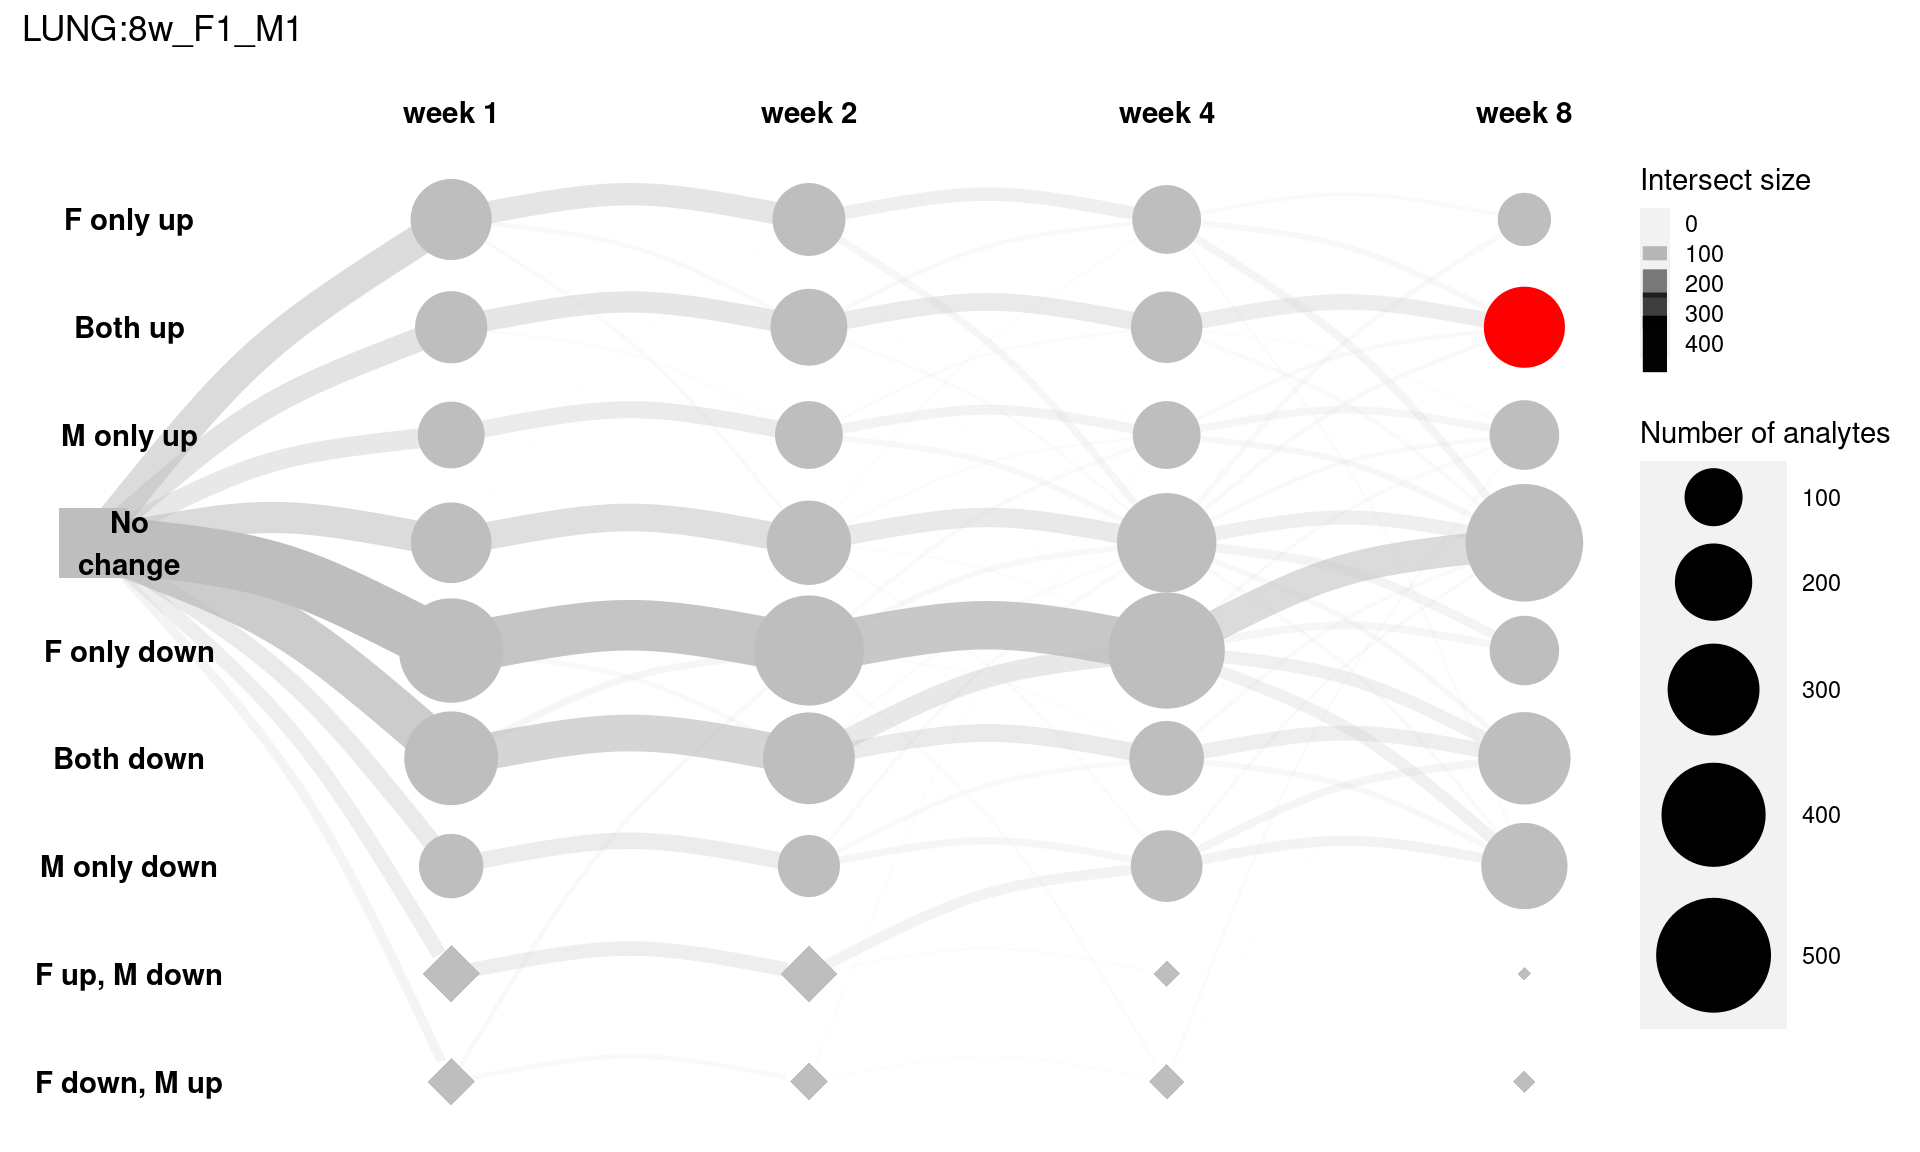 LUNG:8w_F1_M1
week 1
week 2
week 4
week 8
F only up
Both up
M only up
No
change
F only down
Both down
M only down
F up, M down
F down, M up
Intersect size
0
100
200
300
400
Number of analytes
100
200
300
400
500